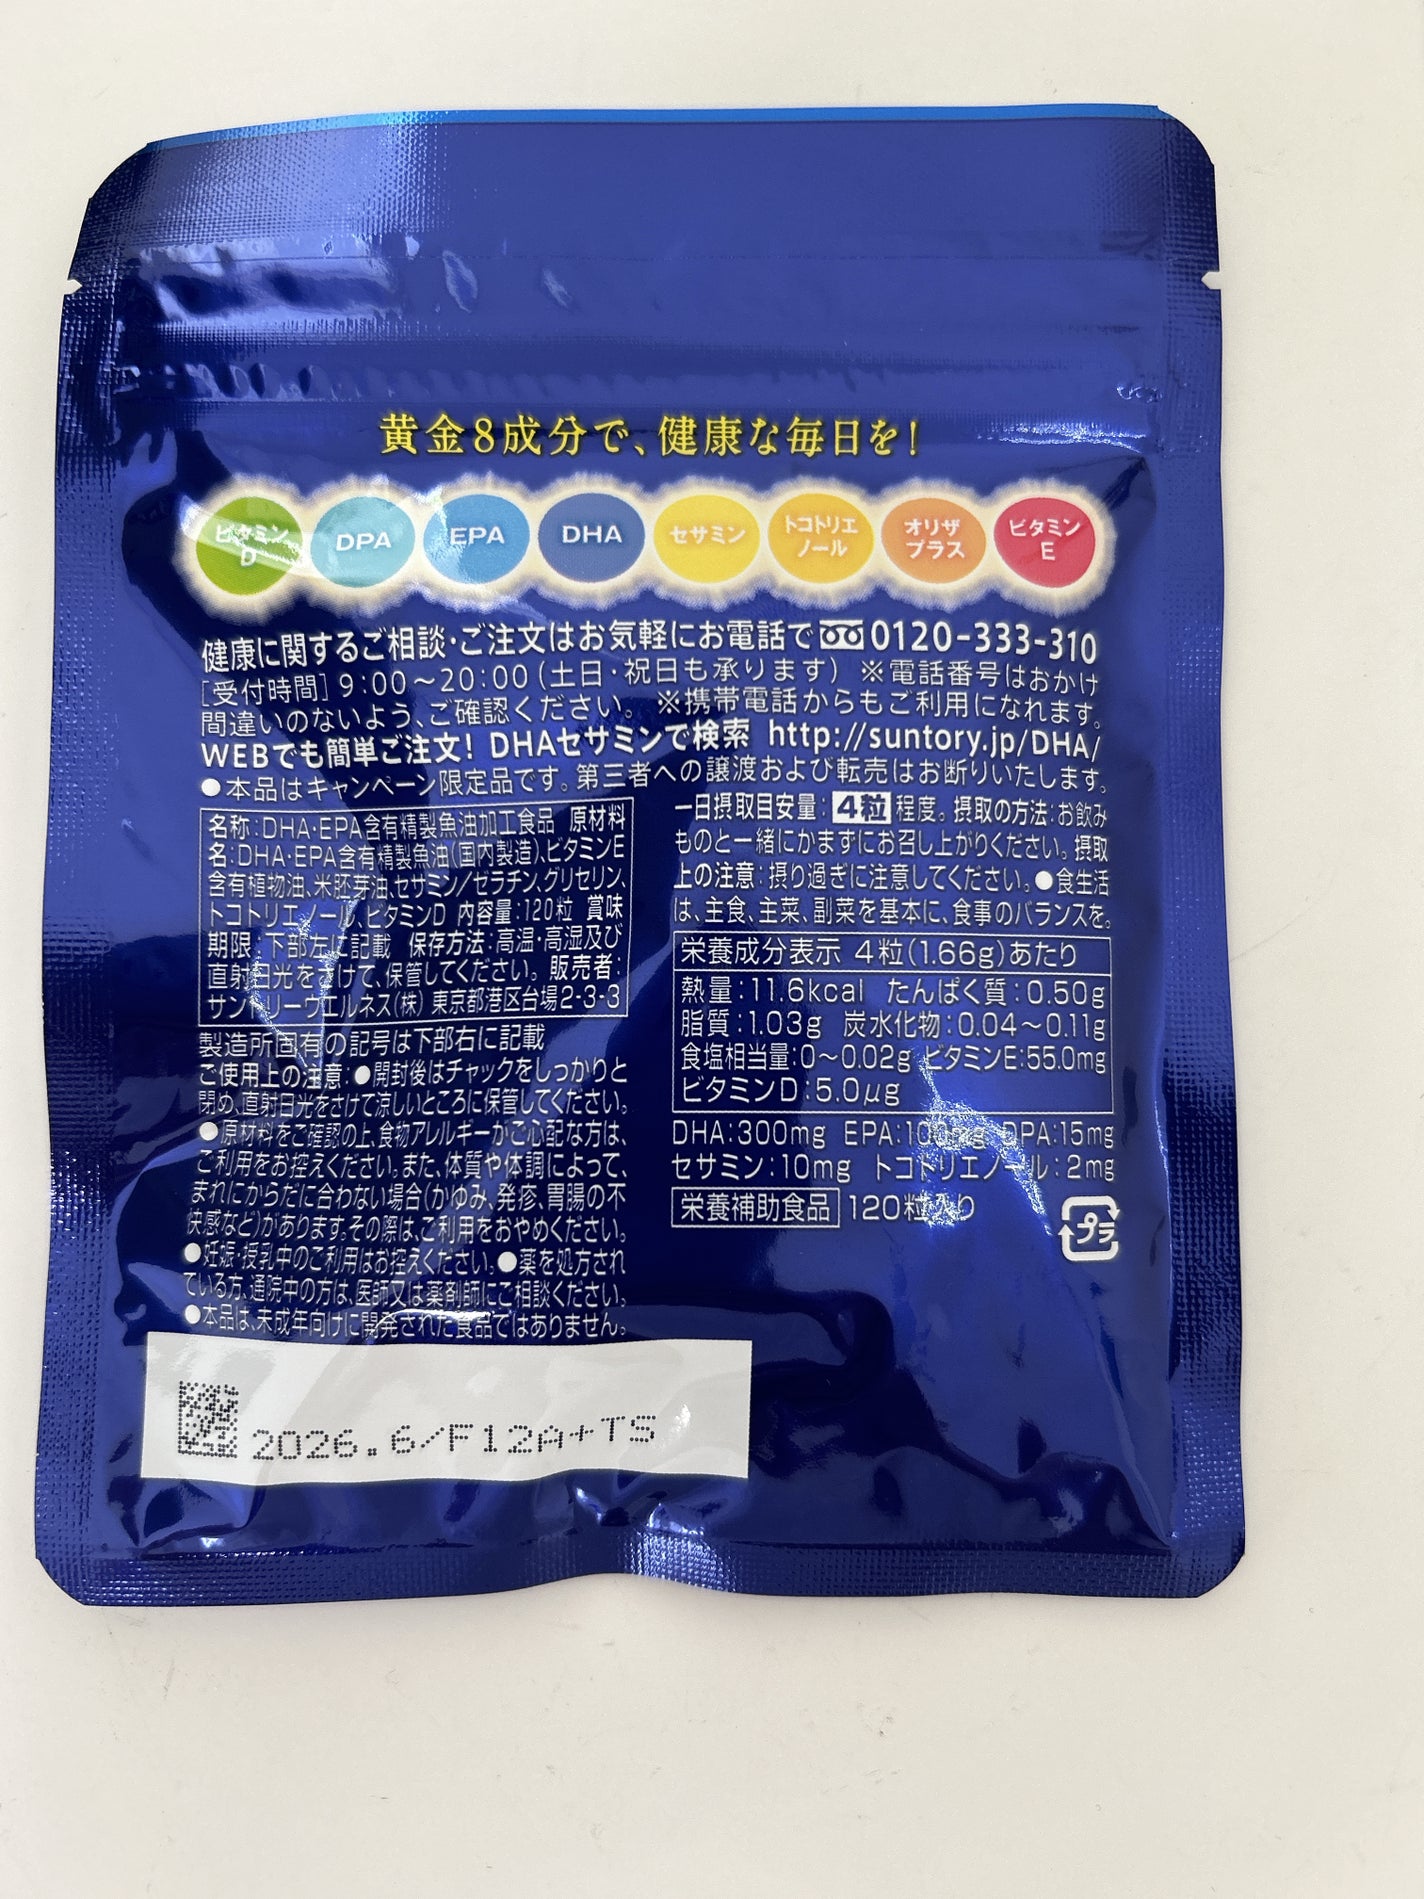 黄金8成分で、健康な毎日を!
ビタミンD DPA EPA DHA セサミン トコトリエノール オリザプラス ビタミンE
健康に関するご相談・ご注文はお気軽にお電話で 0120-333-310
[受付時間] 9:00〜20:00(土日・祝日も承ります) ※電話番号はおかけ
間違いのないよう、ご確認ください。 ※携帯電話からもご利用になれます。
WEBでも簡単ご注文! DHAセサミンで検索 http://suntory.jp/DHA/
●本品はキャンペーン限定品です。第三者への譲渡および転売はお断りいたします。
名称:DHA・EPA含有精製魚油加工食品 原材料
名:DHA・EPA含有精製魚油(国内製造)、ビタミンE
含有植物油、米胚芽油、セサミン/ゼラチン、グリセリン、
トコトリエノール、ビタミンD 内容量:120粒 賞味
期限 下部左に記載 保存方法:高温・高湿及び
直射日光をさけて、保管してください。 販売者:
サントリーウエルネス(株) 東京都港区台場2-3-3
製造所固有の記号は下部右に記載
ご使用上の注意:●開封後はチャックをしっかりと
閉め、直射日光をさけて涼しいところに保管してください。
●原材料をご確認の上、食物アレルギーがご心配な方は、
ご利用をお控えください。また、体質や体調によって、
まれにからだに合わない場合(かゆみ、発疹、胃腸の不
快感など)があります。その際は、ご利用をおやめください。
●妊娠・授乳中のご利用はお控えください。●薬を処方され
ている方、通院中の方は、医師又は薬剤師にご相談ください。
●本品は、未成年向けに開発された食品ではありません。
一日摂取目安量:4粒程度。摂取の方法:お飲み
ものと一緒にかまずにお召し上がりください。摂取
上の注意:摂り過ぎに注意してください。●食生活
は、主食、主菜、副菜を基本に、食事のバランスを。
栄養成分表示 4粒(1.66g)あたり
熱量:11.6kcal たんぱく質:0.50g
脂質:1.03g 炭水化物:0.04〜0.11g
食塩相当量:0〜0.02g ビタミンE:55.0mg
ビタミンD:5.0μg
DHA:300mg EPA:100mg DPA:15mg
セサミン:10mg トコトリエノール:2mg
栄養補助食品 120粒入り
プラ
2026.6/F12A+TS